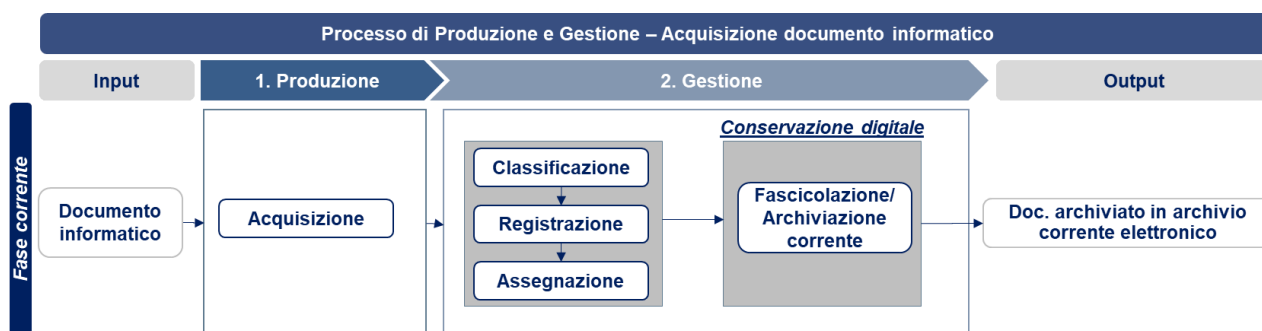 Processo di Produzione e Gestione – Acquisizione documento informatico
Input
1. Produzione
2. Gestione
Output
Fase corrente
Documento
informatico
Acquisizione
Classificazione
Registrazione
Assegnazione
Conservazione digitale
Fascicolazione/
Archiviazione
corrente
Doc. archiviato in archivio
corrente elettronico